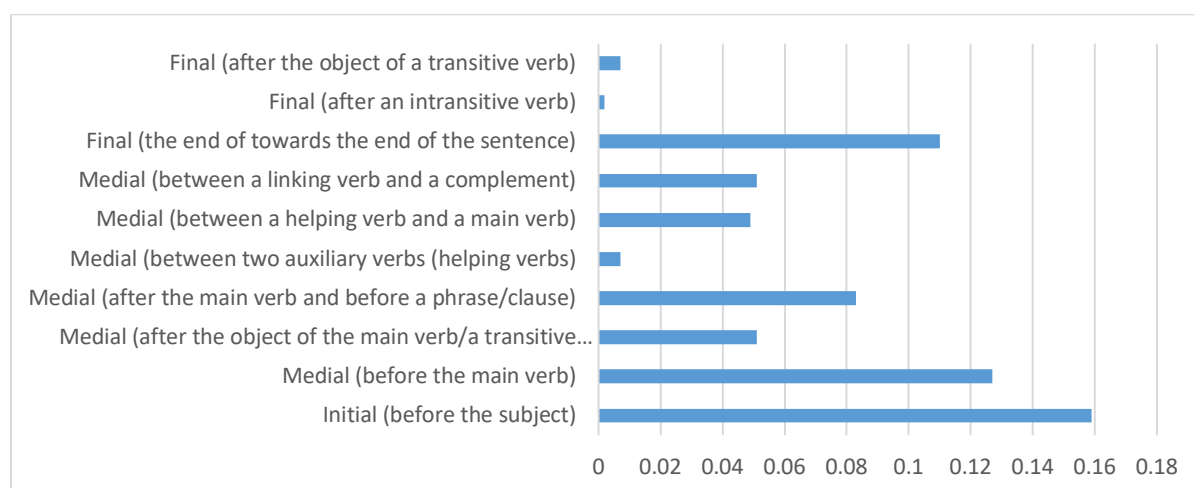 Final (after the object of a transitive verb)
Final (after an intransitive verb)
Final (the end of towards the end of the sentence)
Medial (between a linking verb and a complement)
Medial (between a helping verb and a main verb)
Medial (between two auxiliary verbs (helping verbs)
Medial (after the main verb and before a phrase/clause)
Medial (after the object of the main verb/a transitive...
Medial (before the main verb)
Initial (before the subject)
0 0.02 0.04 0.06 0.08 0.1 0.12 0.14 0.16 0.18